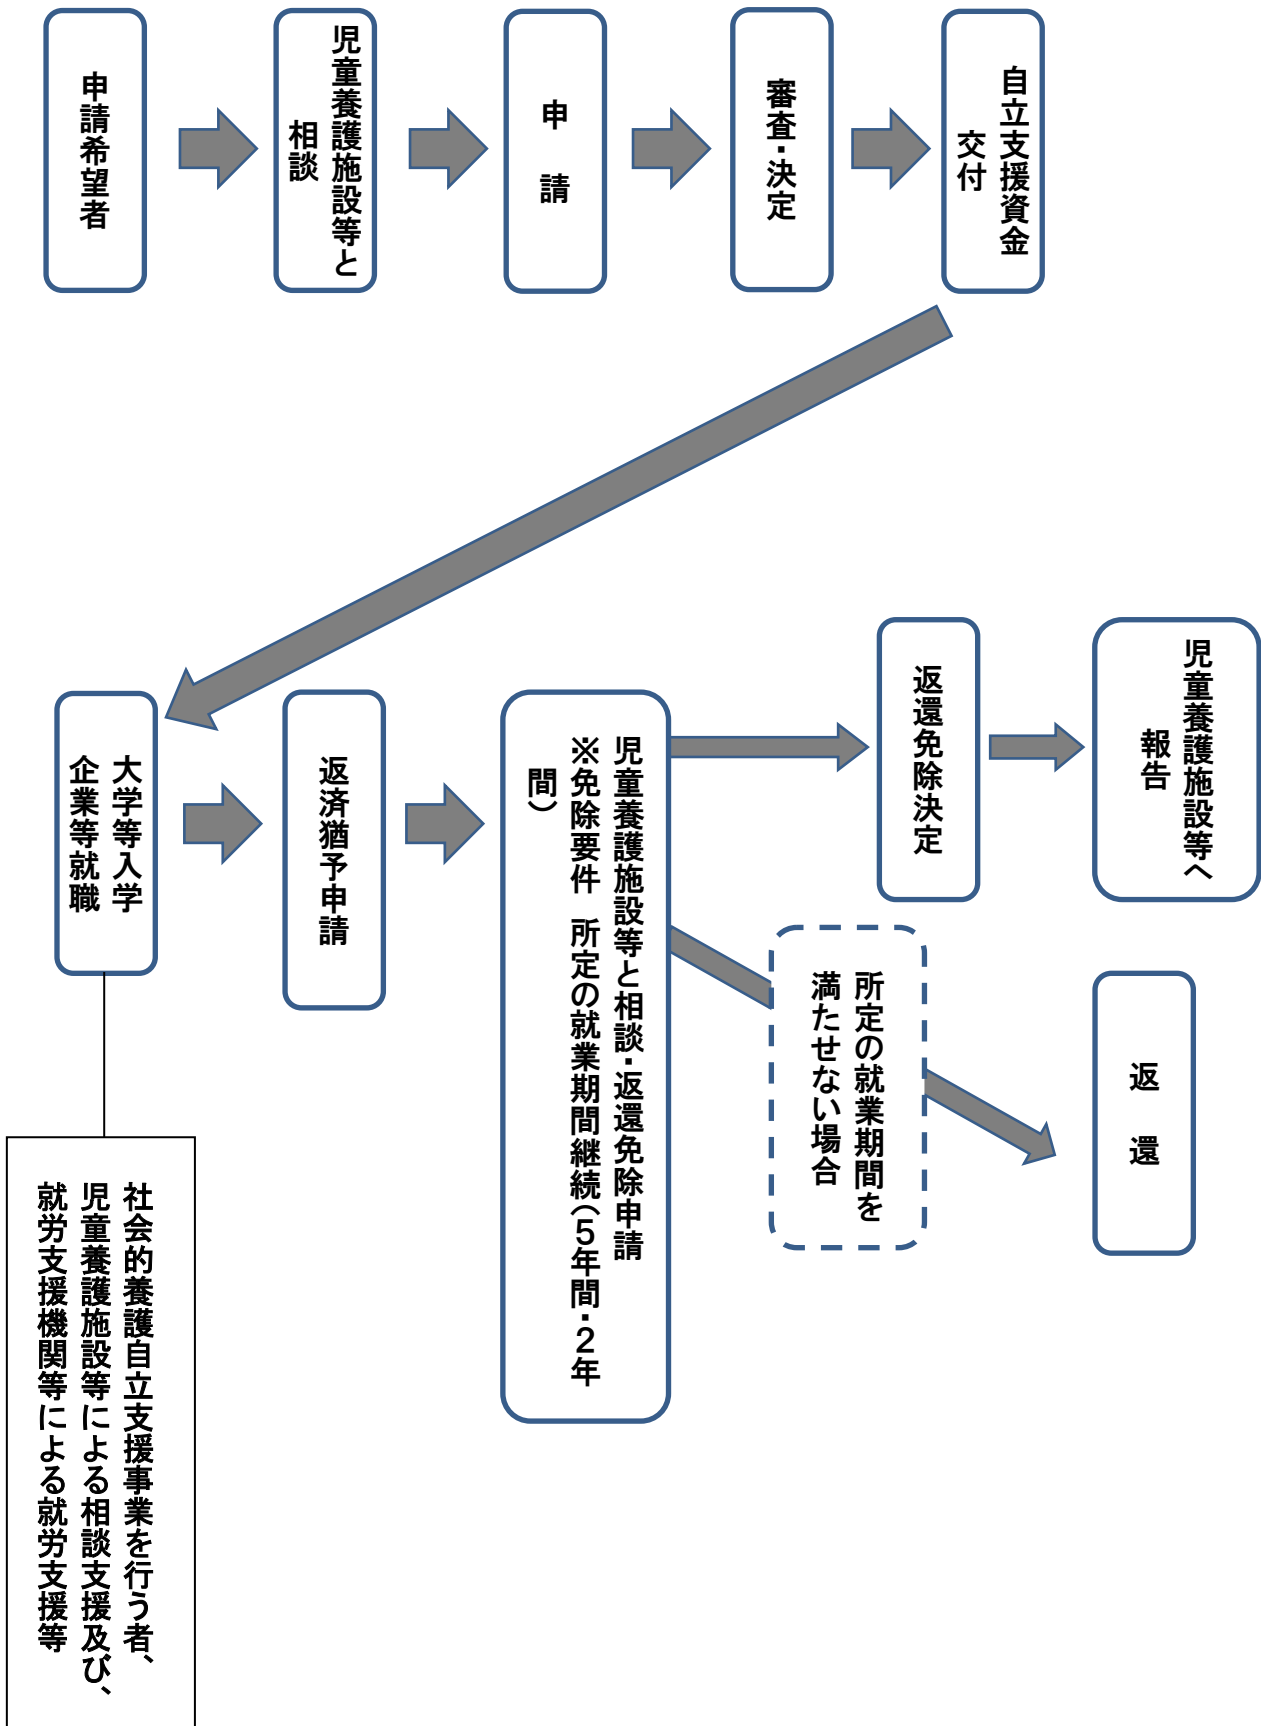 申請希望者
児童養護施設等と
相談
申　請
審査・決定
自立支援資金
交付
大学等入学
企業等就職
返済猶予申請
児童養護施設等と相談・返還免除申請
※免除要件　所定の就業期間継続（５年間・２年
間）
返還免除決定
児童養護施設等へ
報告
所定の就業期間を
満たせない場合
返　還
社会的養護自立支援事業を行う者、
児童養護施設等による相談支援及び、
就労支援機関等による就労支援等